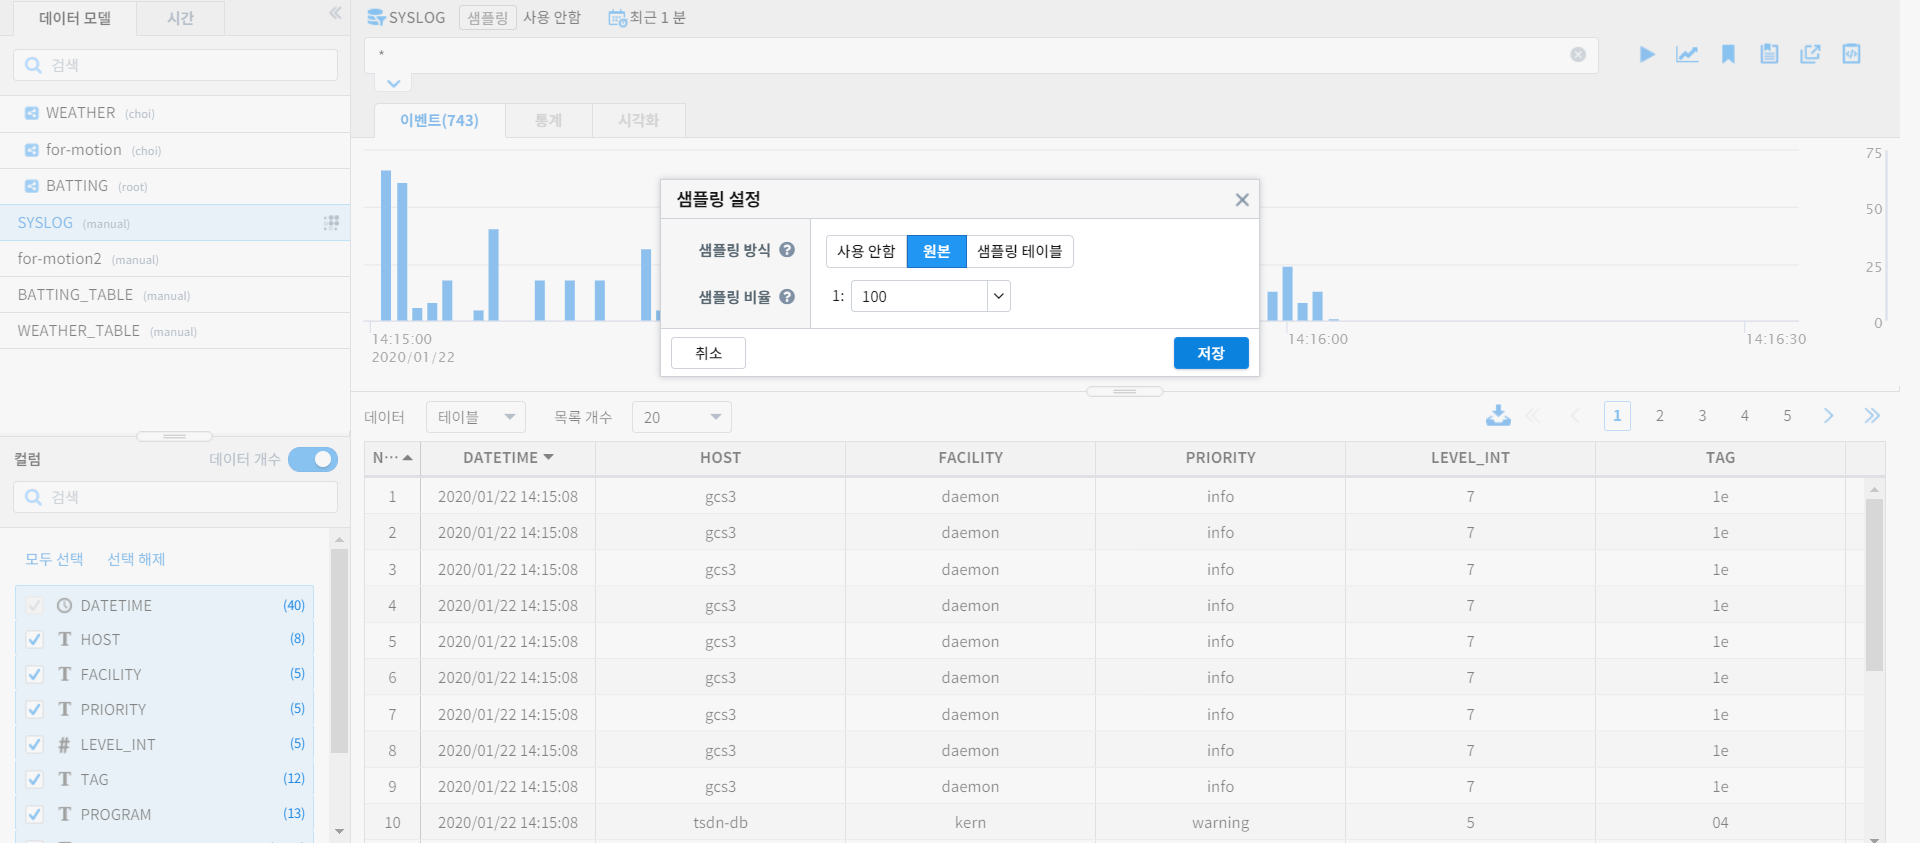 데이터 모델
시간
SYSLOG 샘플링 사용 안함 최근 1 분
검색
*
WEATHER (choi)
for-motion (choi)
BATTING (root)
SYSLOG (manual)
for-motion2 (manual)
BATTING_TABLE (manual)
WEATHER_TABLE (manual)
이벤트(743) 통계 시각화
75
50
25
0
14:15:00
2020/01/22
14:16:00
14:16:30
샘플링 설정
샘플링 방식 ? 사용 안함 원본 샘플링 테이블
샘플링 비율 ? 1: 100
취소 저장
컬럼 데이터 개수
검색
모두 선택 선택 해제
DATETIME (40)
T HOST (8)
T FACILITY (5)
T PRIORITY (5)
# LEVEL_INT (5)
T TAG (12)
T PROGRAM (13)
데이터 테이블 목록 개수 20
1 2 3 4 5
N··· DATETIME HOST FACILITY PRIORITY LEVEL_INT TAG
1 2020/01/22 14:15:08 gcs3 daemon info 7 1e
2 2020/01/22 14:15:08 gcs3 daemon info 7 1e
3 2020/01/22 14:15:08 gcs3 daemon info 7 1e
4 2020/01/22 14:15:08 gcs3 daemon info 7 1e
5 2020/01/22 14:15:08 gcs3 daemon info 7 1e
6 2020/01/22 14:15:08 gcs3 daemon info 7 1e
7 2020/01/22 14:15:08 gcs3 daemon info 7 1e
8 2020/01/22 14:15:08 gcs3 daemon info 7 1e
9 2020/01/22 14:15:08 gcs3 daemon info 7 1e
10 2020/01/22 14:15:08 tsdn-db kern warning 5 04